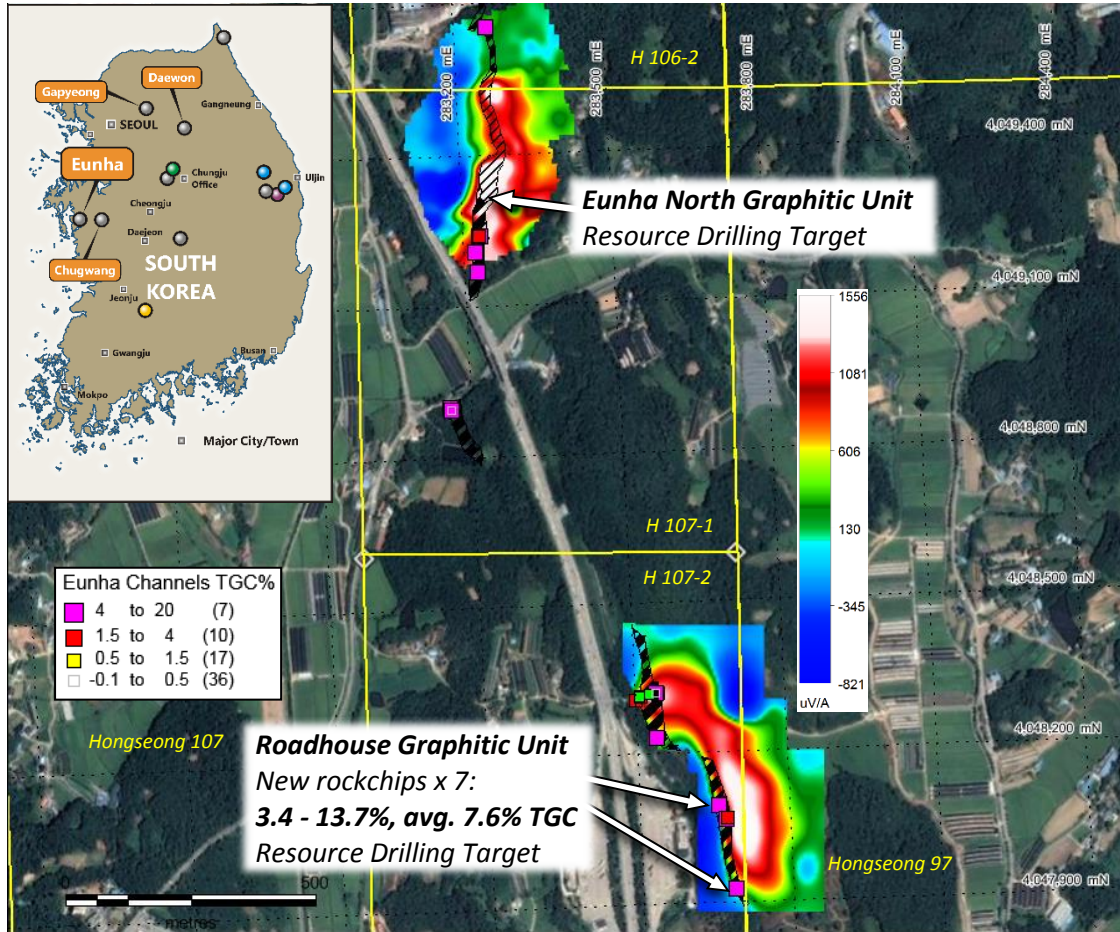 Daewon
Gapyeong
Gangneung
SEOUL
Eunha
Chungju
Office
Uljin
Cheongju
Daejeon
Chugwang
SOUTH
KOREA
Jeonju
Gwangju
Busan
Mokpo
Major City/Town
H 106-2
283,200 mE
283,500 mE
283,800 mE
284,100 mE
284,400 mE
4,049,400 mN
Eunha North Graphitic Unit
Resource Drilling Target
4,049,100 mN
1556
1081
606
130
-345
-821
uV/A
4,048,800 mN
H 107-1
H 107-2
4,048,500 mN
Eunha Channels TGC%
4 to 20 (7)
1.5 to 4 (10)
0.5 to 1.5 (17)
-0.1 to 0.5 (36)
Hongseong 107
4,048,200 mN
Roadhouse Graphitic Unit
New rockchips x 7:
3.4 - 13.7%, avg. 7.6% TGC
Resource Drilling Target
Hongseong 97
4,047,900 mN
0 500
metres